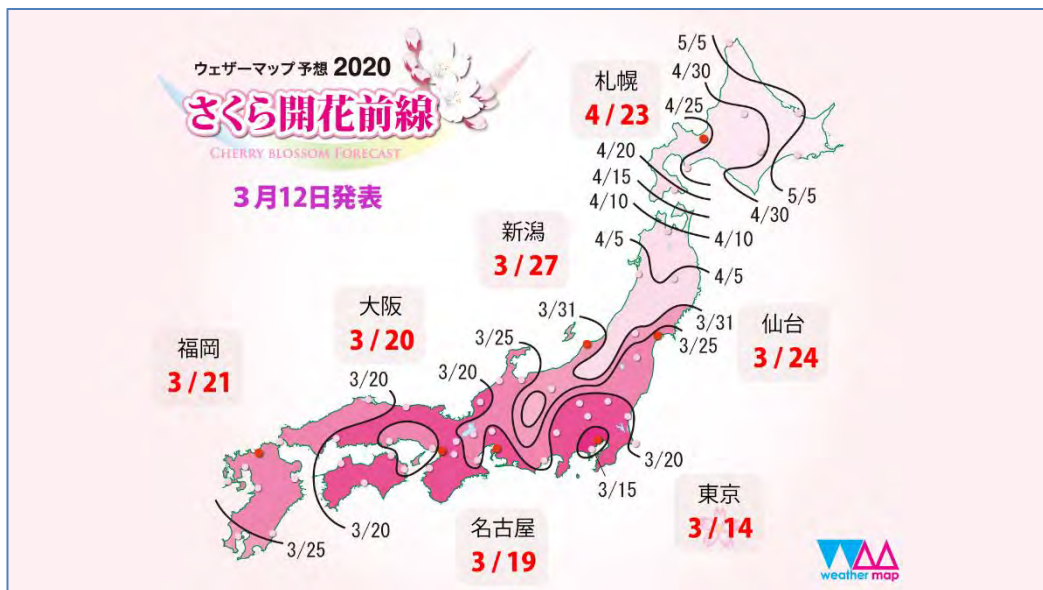 ウェザーマップ予想 2020
さくら開花前線
CHERRY BLOSSOM FORECAST
3月12日発表
札幌
4/23
5/5
4/30
4/25
4/20
4/15
4/10
5/5
4/30
4/10
新潟
3/27
4/5
4/5
大阪
3/20
3/31
3/25
3/20
3/31
3/25
仙台
3/24
福岡
3/21
3/20
3/20
3/15
3/25
3/20
名古屋
3/19
東京
3/14
weather map